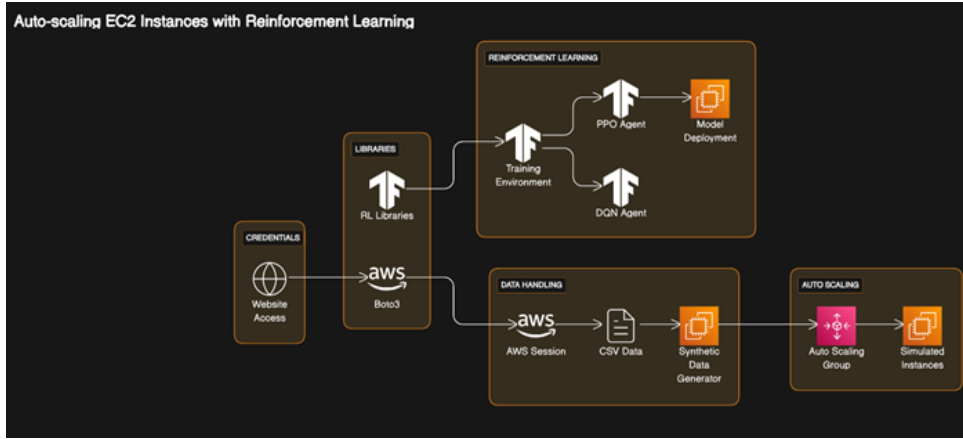 Auto-scaling EC2 Instances with Reinforcement Learning
REINFORCEMENT LEARNING
PPO Agent
Model
Deployment
Training
Environment
DQN Agent
LIBRARIES
RL Libraries
aws
Boto3
CREDENTIALS
Website
Access
DATA HANDLING
aws
AWS Session
CSV Data
Synthetic
Data
Generator
AUTO SCALING
Auto Scaling
Group
Simulated
Instances